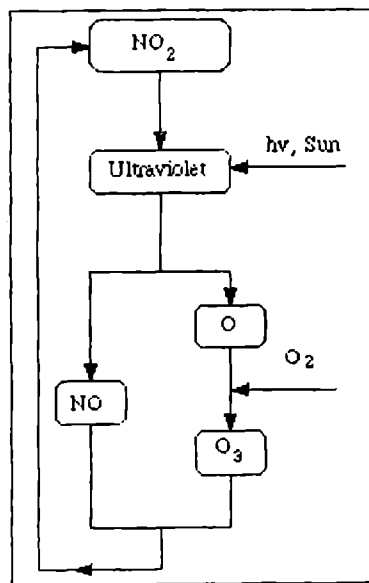 NO₂
hv, Sun
Ultraviolet
O
O₂
NO
O₃